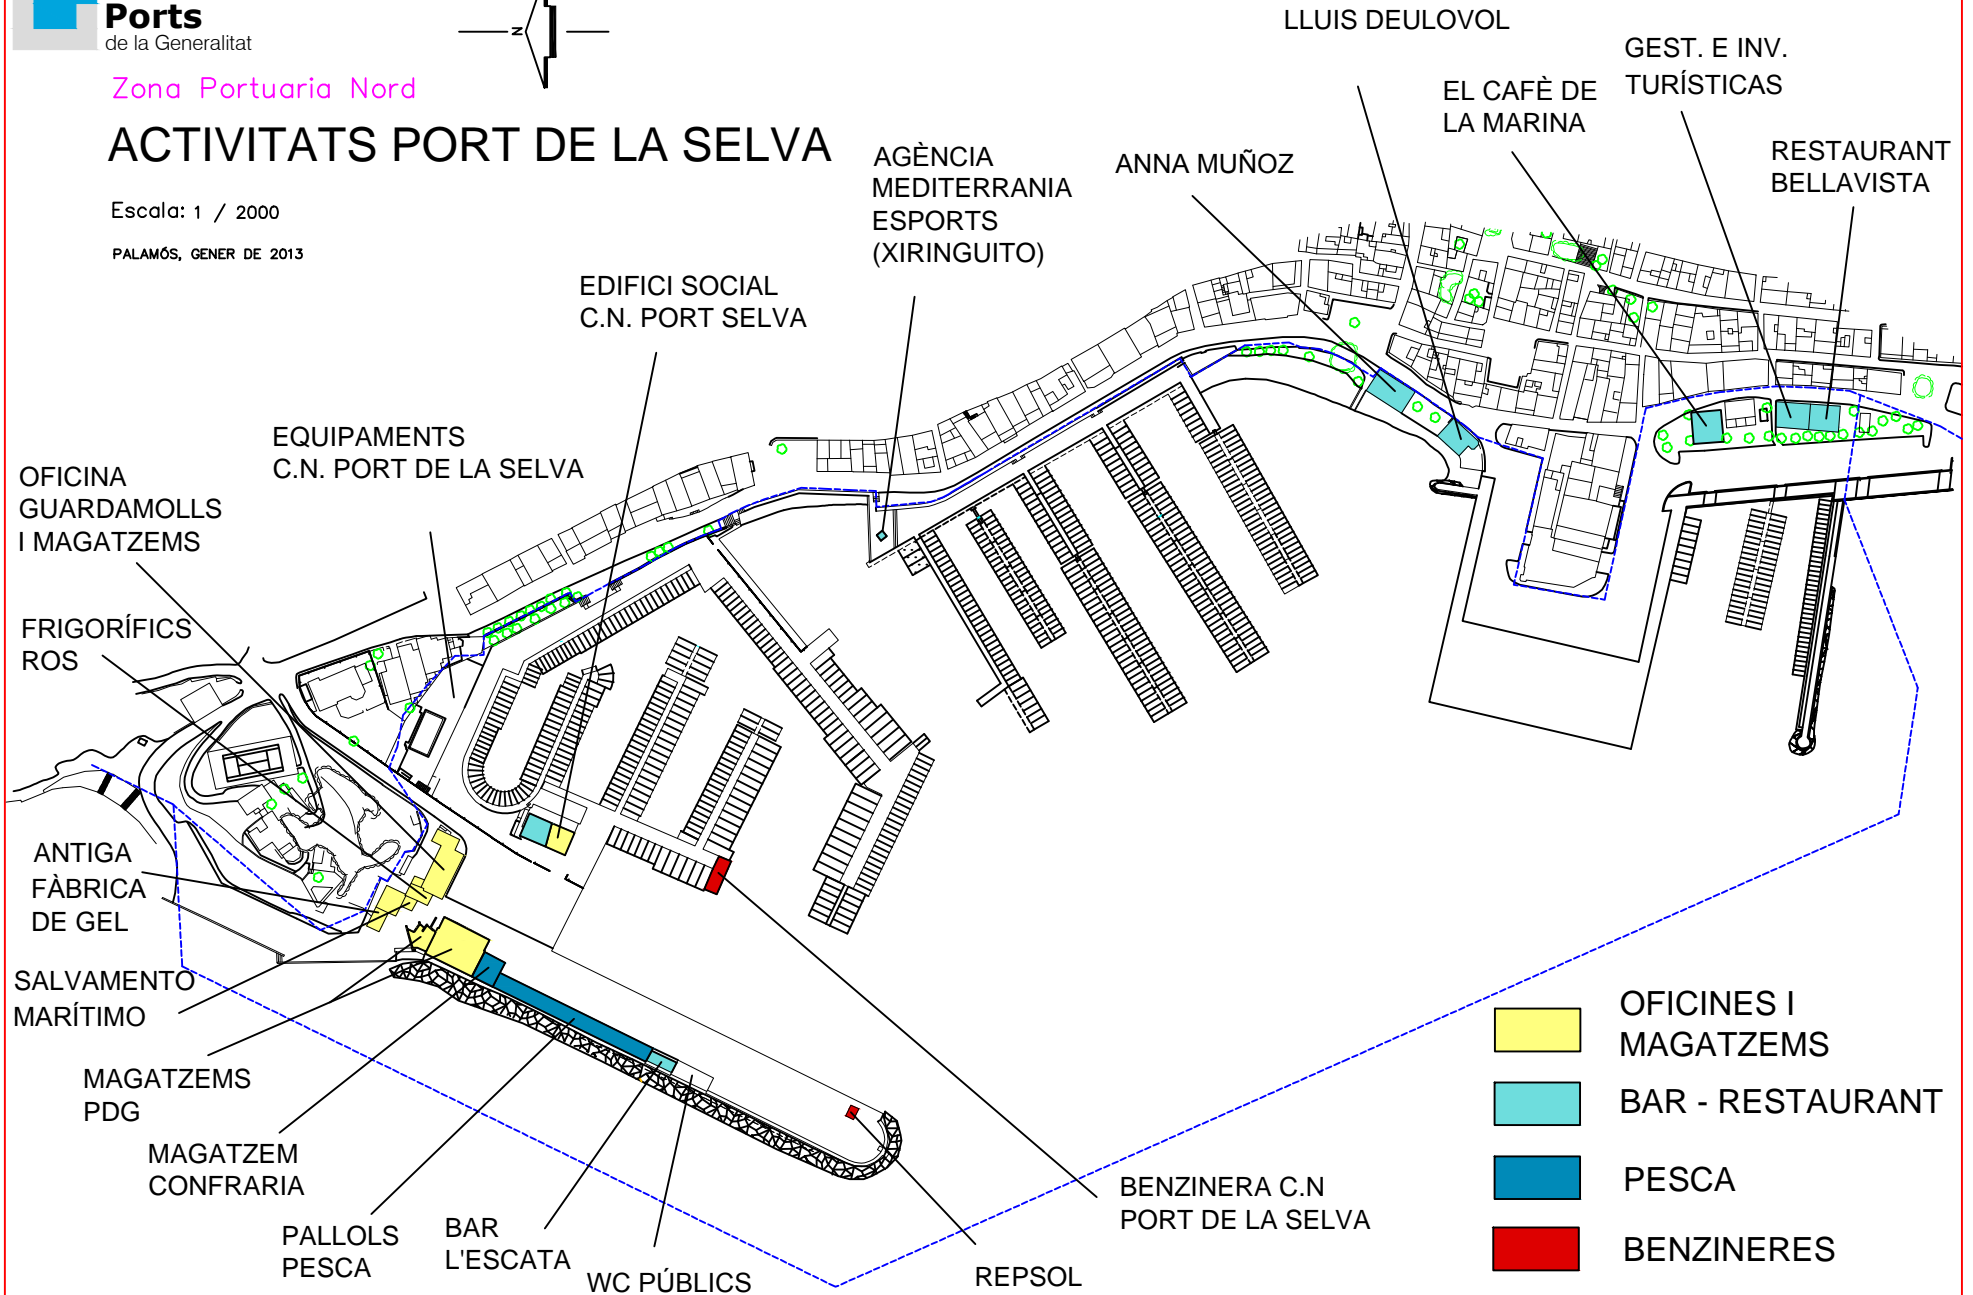 Ports
de la Generalitat
N
Zona Portuaria Nord
ACTIVITATS PORT DE LA SELVA
Escala: 1 / 2000
PALAMÓS, GENER DE 2013
LLUIS DEULOVOL
GEST. E INV.
TURÍSTICAS
EL CAFÈ DE
LA MARINA
RESTAURANT
BELLAVISTA
AGÈNCIA
MEDITERRANIA
ESPORTS
(XIRINGUITO)
ANNA MUÑOZ
EDIFICI SOCIAL
C.N. PORT SELVA
EQUIPAMENTS
C.N. PORT DE LA SELVA
OFICINA
GUARDAMOLLS
I MAGATZEMS
FRIGORÍFICS
ROS
ANTIGA
FÀBRICA
DE GEL
SALVAMENTO
MARÍTIMO
MAGATZEMS
PDG
MAGATZEM
CONFRARIA
PALLOLS
PESCA
BAR
L'ESCATA
WC PÚBLICS
REPSOL
BENZINERA C.N
PORT DE LA SELVA
OFICINES I
MAGATZEMS
BAR - RESTAURANT
PESCA
BENZINERES